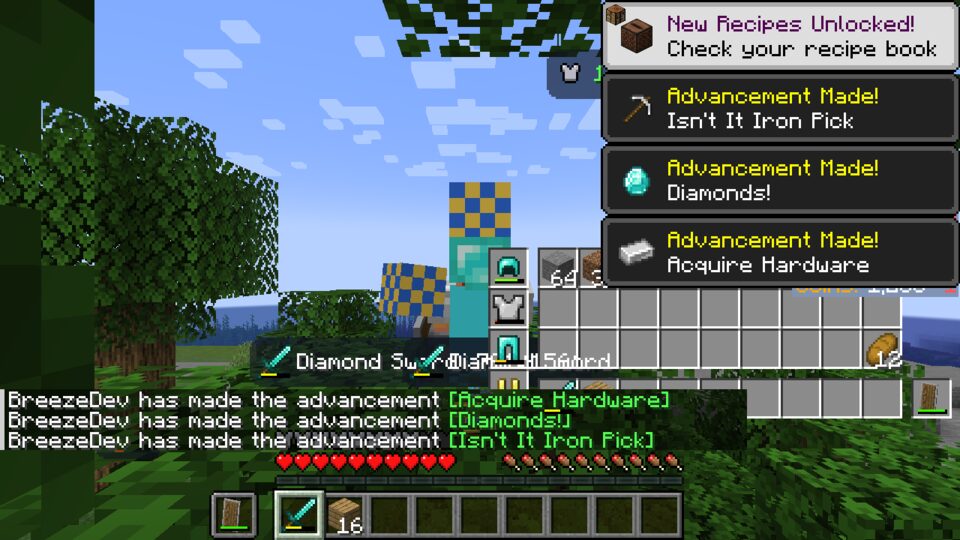 New Recipes Unlocked!
Check your recipe book
Advancement Made!
Isn't It Iron Pick
Advancement Made!
Diamonds!
Advancement Made!
Acquire Hardware
64
12
Diamond
BreezeDev has made the advancement [Acquire Hardware]
BreezeDev has made the advancement [Diamonds!]
BreezeDev has made the advancement [Isn't It Iron Pick]
16